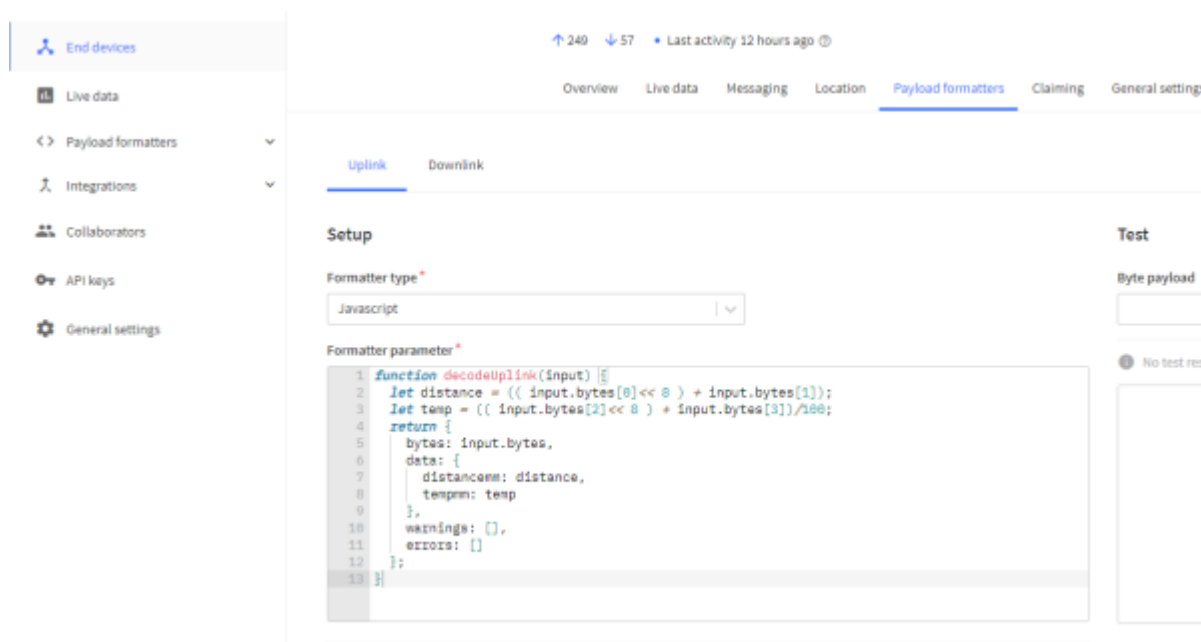 End devices
Live data
Payload formatters
Integrations
Collaborators
API keys
General settings
249 57 • Last activity 12 hours ago
Overview Live data Messaging Location Payload formatters Claiming General settings
Uplink Downlink
Setup
Formatter type *
Javascript
Formatter parameter *
1 function decodeUplink(input) {
2 let distance = (( input.bytes[0]<< 8 ) + input.bytes[1]);
3 let temp = (( input.bytes[2]<< 8 ) + input.bytes[3])/100;
4 return {
5 bytes: input.bytes,
6 data: {
7 distancemm: distance,
8 tempmm: temp
9 },
10 warnings: [],
11 errors: []
12 };
13 }
Test
Byte payload
No test res